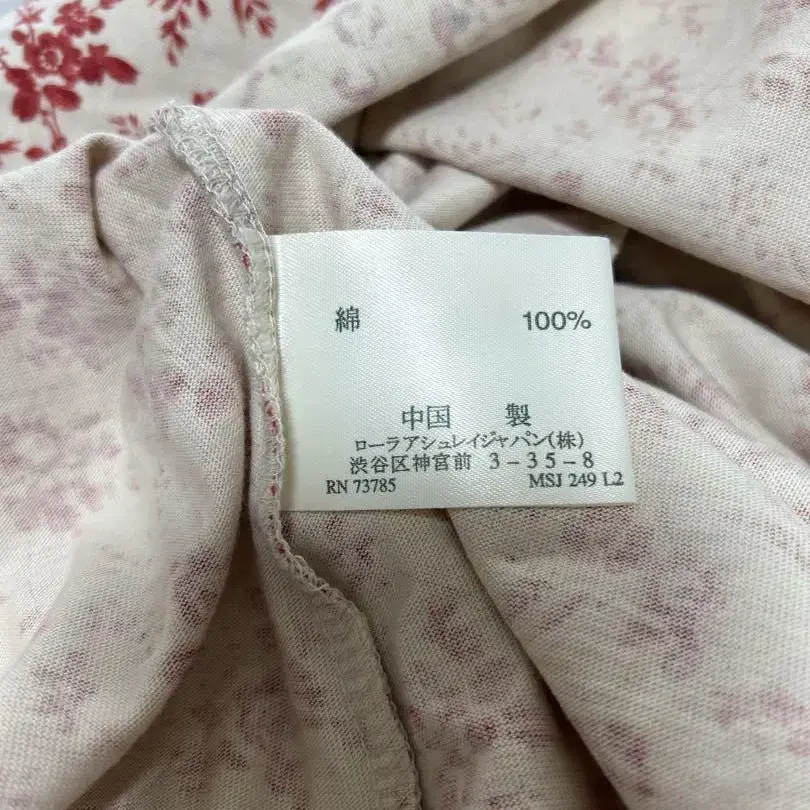 綿 100%
中国 製
ローラアシュレイジャパン(株)
渋谷区神宮前 3-35-8
RN 73785 MSJ 249 L2